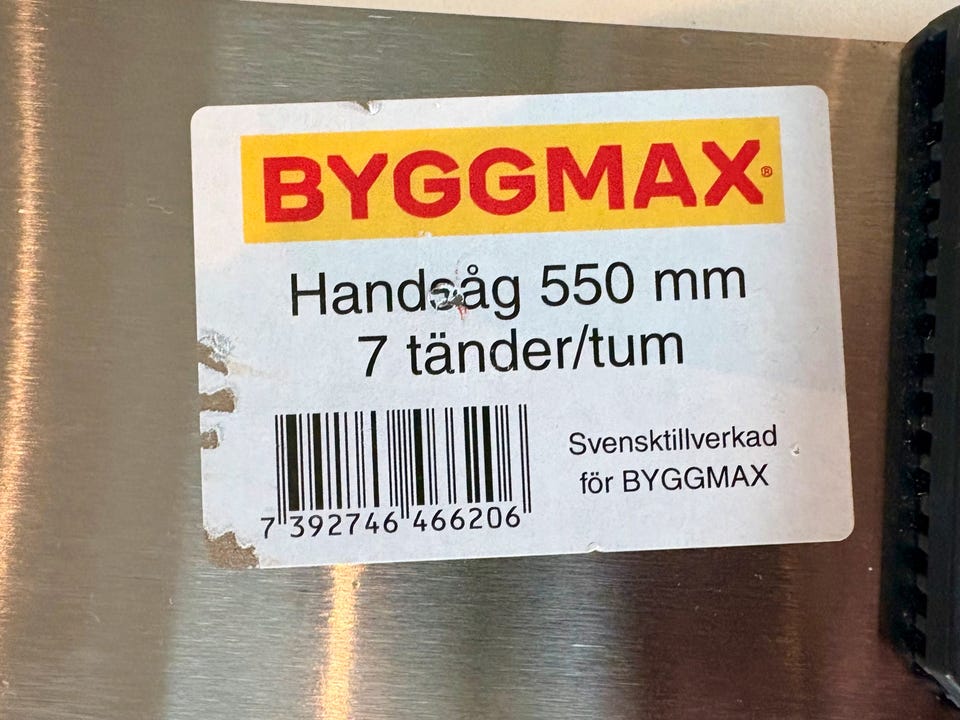 BYGGMAX®
Handsåg 550 mm
7 tänder/tum
Svensktillverkad
för BYGGMAX
7 392746 466206